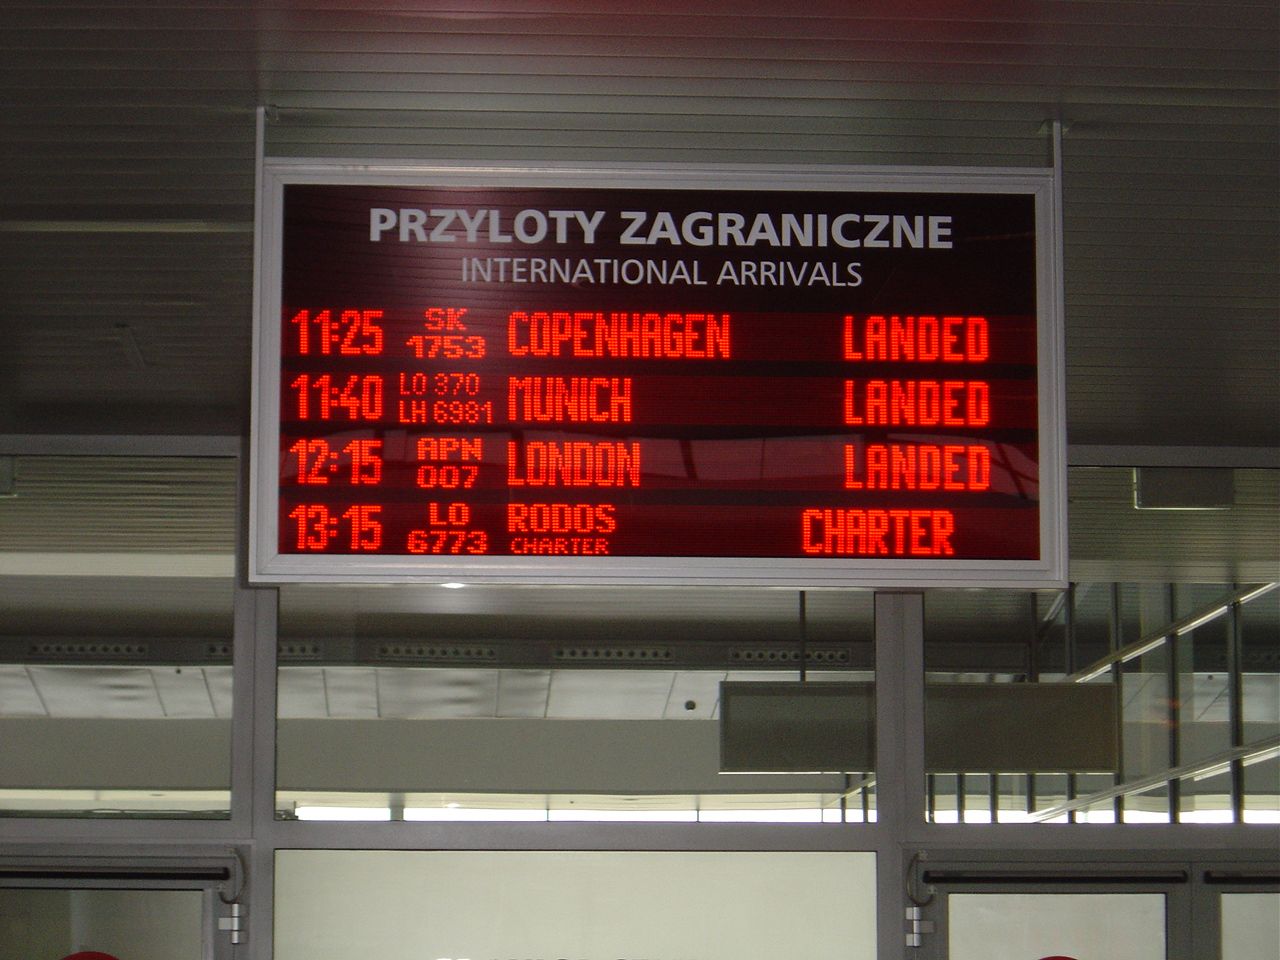 PRZYLOTY ZAGRANICZNE
INTERNATIONAL ARRIVALS
11:25 SK 1753 COPENHAGEN LANDED
11:40 LO 370 LH 6981 MUNICH LANDED
12:15 APN 007 LONDON LANDED
13:15 LO 6773 RODOS CHARTER CHARTER